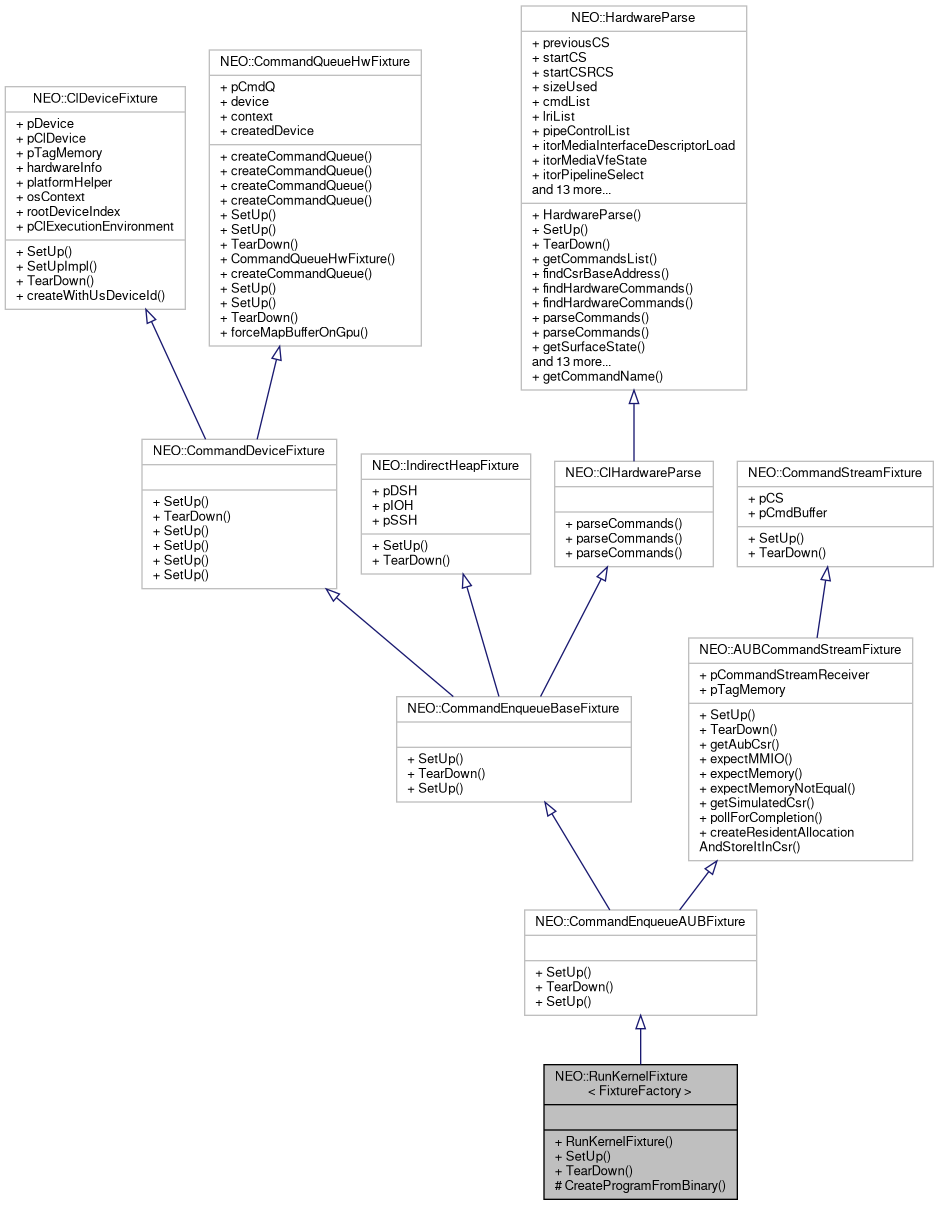 NEO::HardwareParse
+ previousCS
+ startCS
+ startCSRCS
+ sizeUsed
+ cmdList
+ lriList
+ pipeControlList
+ itorMediaInterfaceDescriptorLoad
+ itorMediaVfeState
+ itorPipelineSelect
and 13 more...
+ HardwareParse()
+ SetUp()
+ TearDown()
+ getCommandsList()
+ findCsrBaseAddress()
+ findHardwareCommands()
+ findHardwareCommands()
+ parseCommands()
+ parseCommands()
+ getSurfaceState()
and 13 more...
+ getCommandName()
NEO::CommandQueueHwFixture
+ pCmdQ
+ device
+ context
+ createdDevice
+ createCommandQueue()
+ createCommandQueue()
+ createCommandQueue()
+ createCommandQueue()
+ SetUp()
+ SetUp()
+ TearDown()
+ CommandQueueHwFixture()
+ createCommandQueue()
+ SetUp()
+ SetUp()
+ TearDown()
+ forceMapBufferOnGpu()
NEO::ClDeviceFixture
+ pDevice
+ pClDevice
+ pTagMemory
+ hardwareInfo
+ platformHelper
+ osContext
+ rootDeviceIndex
+ pClExecutionEnvironment
+ SetUp()
+ SetUpImpl()
+ TearDown()
+ createWithUsDeviceId()
NEO::CommandDeviceFixture
+ SetUp()
+ TearDown()
+ SetUp()
+ SetUp()
+ SetUp()
+ SetUp()
NEO::IndirectHeapFixture
+ pDSH
+ pIOH
+ pSSH
+ SetUp()
+ TearDown()
NEO::ClHardwareParse
+ parseCommands()
+ parseCommands()
+ parseCommands()
NEO::CommandStreamFixture
+ pCS
+ pCmdBuffer
+ SetUp()
+ TearDown()
NEO::AUBCommandStreamFixture
+ pCommandStreamReceiver
+ pTagMemory
+ SetUp()
+ TearDown()
+ getAubCsr()
+ expectMMIO()
+ expectMemory()
+ expectMemoryNotEqual()
+ getSimulatedCsr()
+ pollForCompletion()
+ createResidentAllocation
AndStoreItInCsr()
NEO::CommandEnqueueBaseFixture
+ SetUp()
+ TearDown()
+ SetUp()
NEO::CommandEnqueueAUBFixture
+ SetUp()
+ TearDown()
+ SetUp()
NEO::RunKernelFixture
< FixtureFactory >
+ RunKernelFixture()
+ SetUp()
+ TearDown()
# CreateProgramFromBinary()